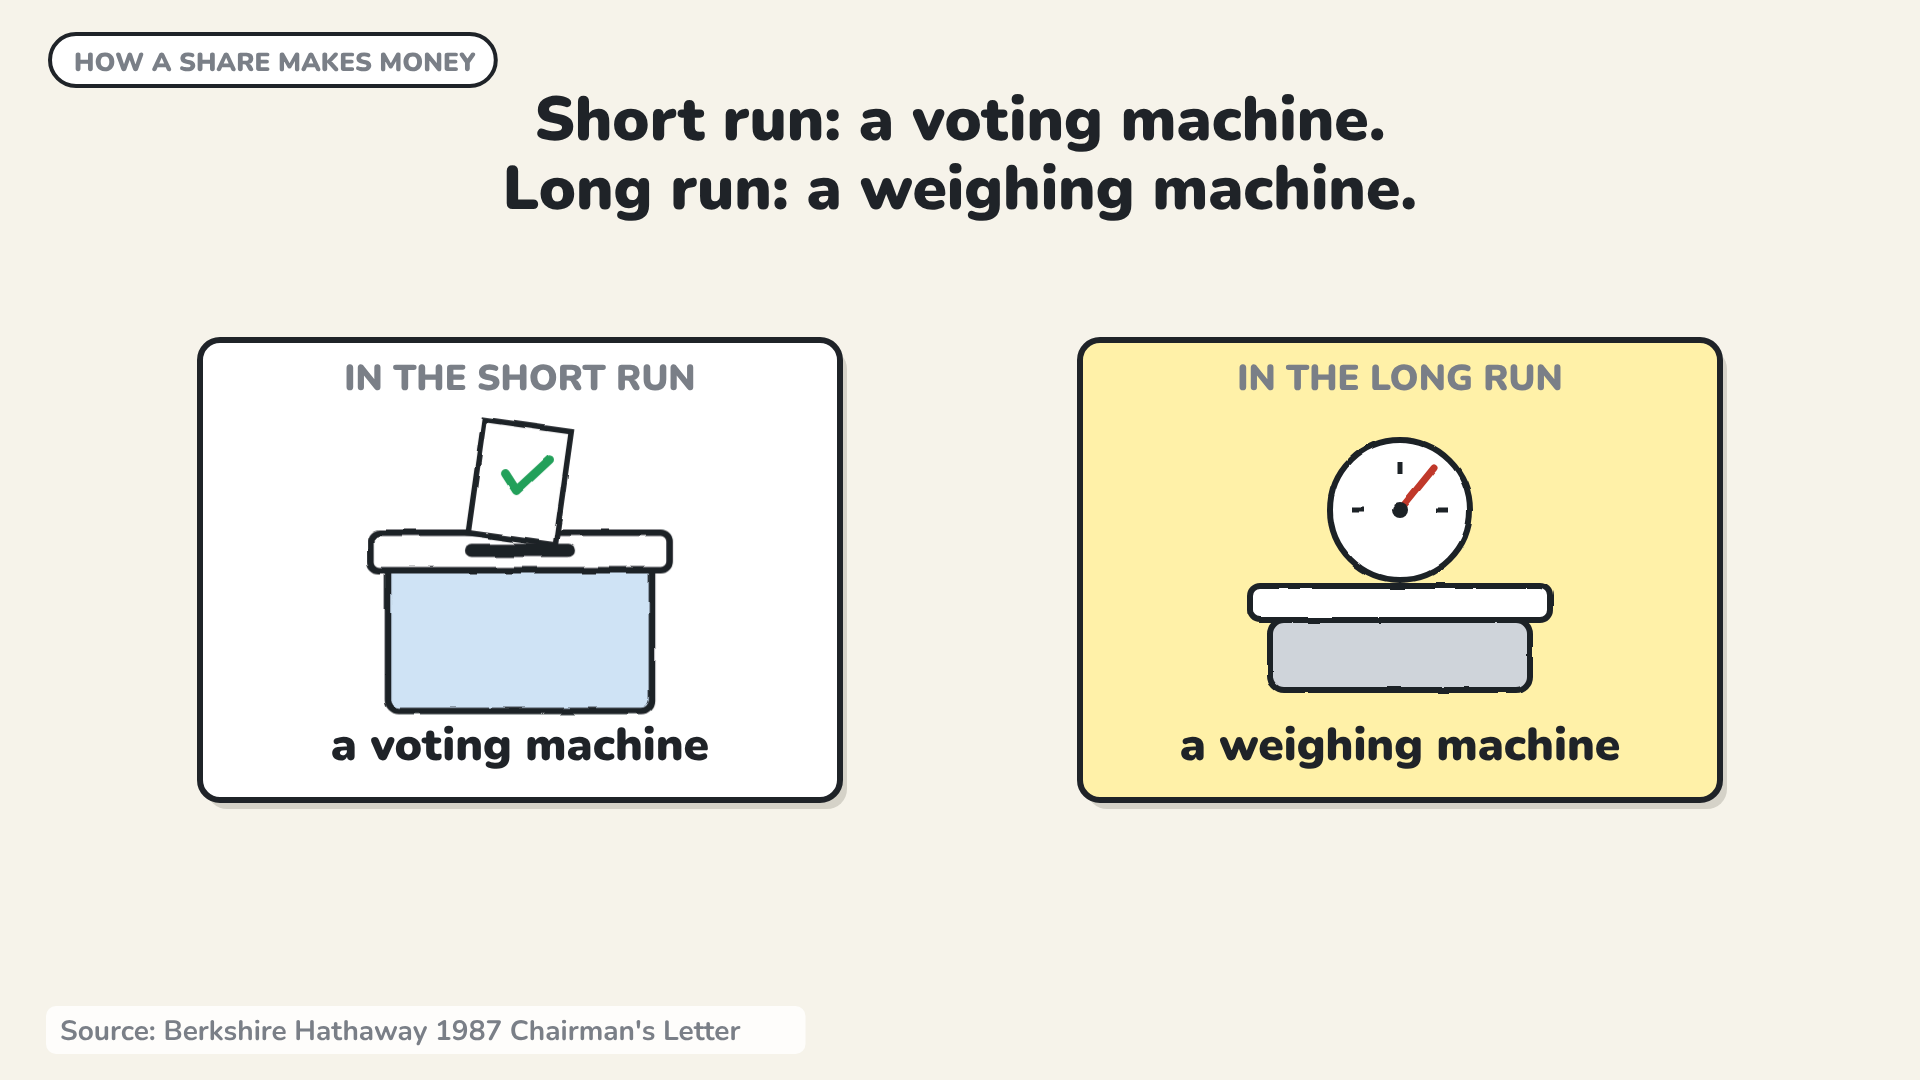 HOW A SHARE MAKES MONEY
Short run: a voting machine.
Long run: a weighing machine.
IN THE SHORT RUN
a voting machine
IN THE LONG RUN
a weighing machine
Source: Berkshire Hathaway 1987 Chairman's Letter